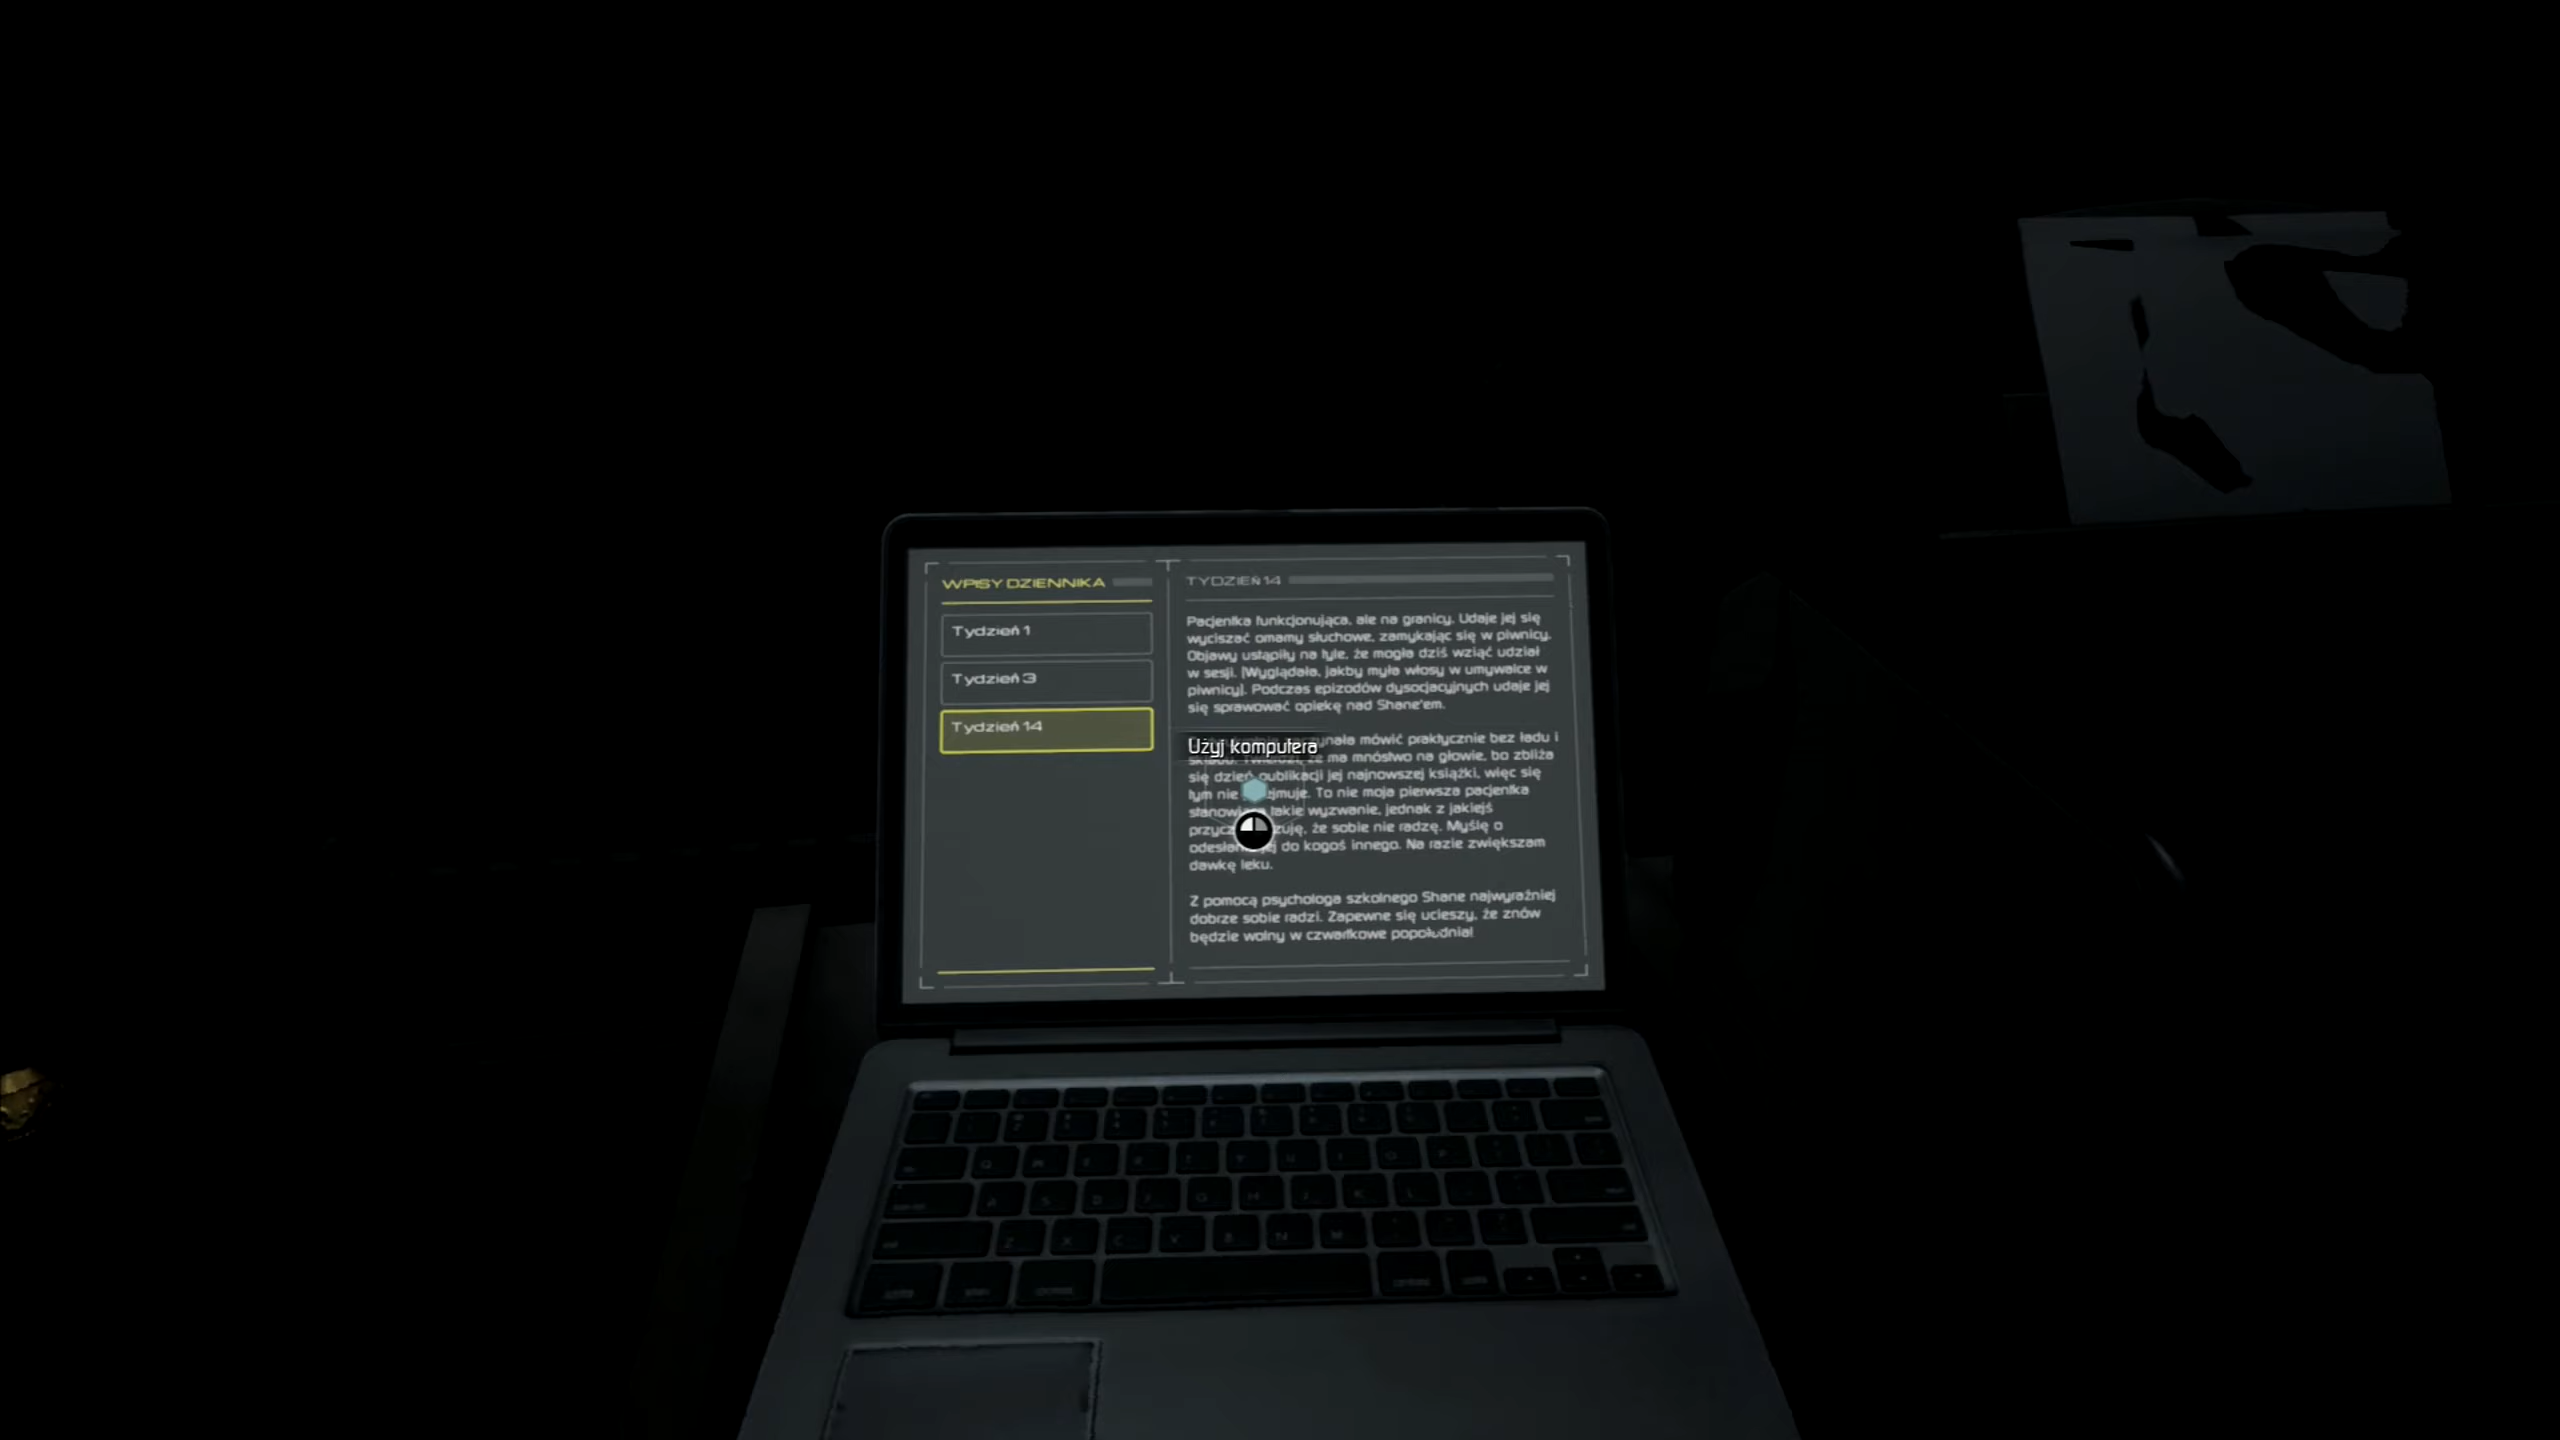 WPISY DZIENNIKA
Tydzień 1
Tydzień 3
Tydzień 14
TYDZIEń 14
Pacjentka funkcjonująca, ale na granicy. Udaje jej się
wyciszać omamy słuchowe, zamykając się w piwnicy.
Objawy ustąpiły na tyle, że mogła dziś wziąć udział
w sesji. (Wyglądała, jakby myła włosy w umywalce w
piwnicy). Podczas epizodów dysocjacyjnych udaje jej
się sprawować opiekę nad Shane'em.
Użyj komputera
mówić praktycznie bez ładu i
że ma mnóstwo na głowie, bo zbliża
się dzień publikacji jej najnowszej książki, więc się
tym nie To nie moja pierwsza pacjentka
takie wyzwanie, jednak z jakiejś
że sobie nie radzę. Myślę o
jej do kogoś innego. Na razie zwiększam
dawkę leku.
Z pomocą psychologa szkolnego Shane najwyraźniej
dobrze sobie radzi. Zapewne się ucieszy, że znów
będzie wolny w czwartkowe popołudnia!